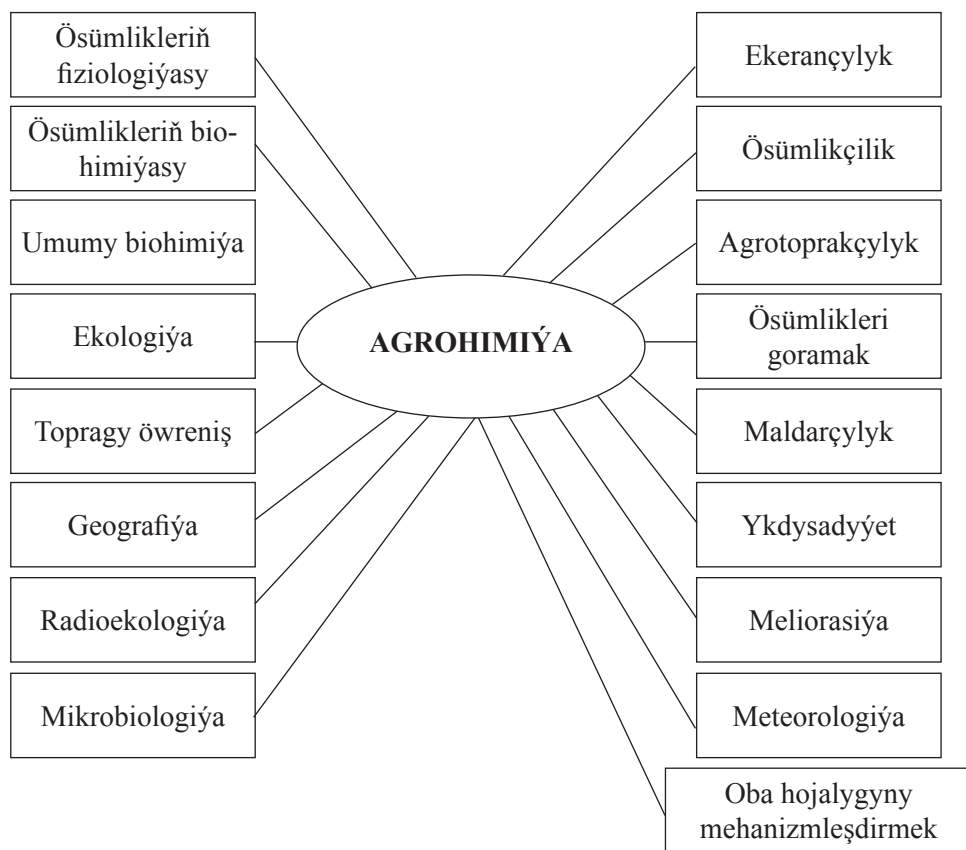 Ösümlikleriň
fiziologiýasy
Ösümlikleriň bio-
himiýasy
Umumy biohimiýa
Ekologiýa
Topragy öwreniş
Geografiýa
Radioekologiýa
Mikrobiologiýa
AGROHIMIÝA
Ekerançylyk
Ösümlikçilik
Agrotoprakçylyk
Ösümlikleri
goramak
Maldarçylyk
Ykdysadyýet
Meliorasiýa
Meteorologiýa
Oba hojalygyny
mehanizmleşdirmek